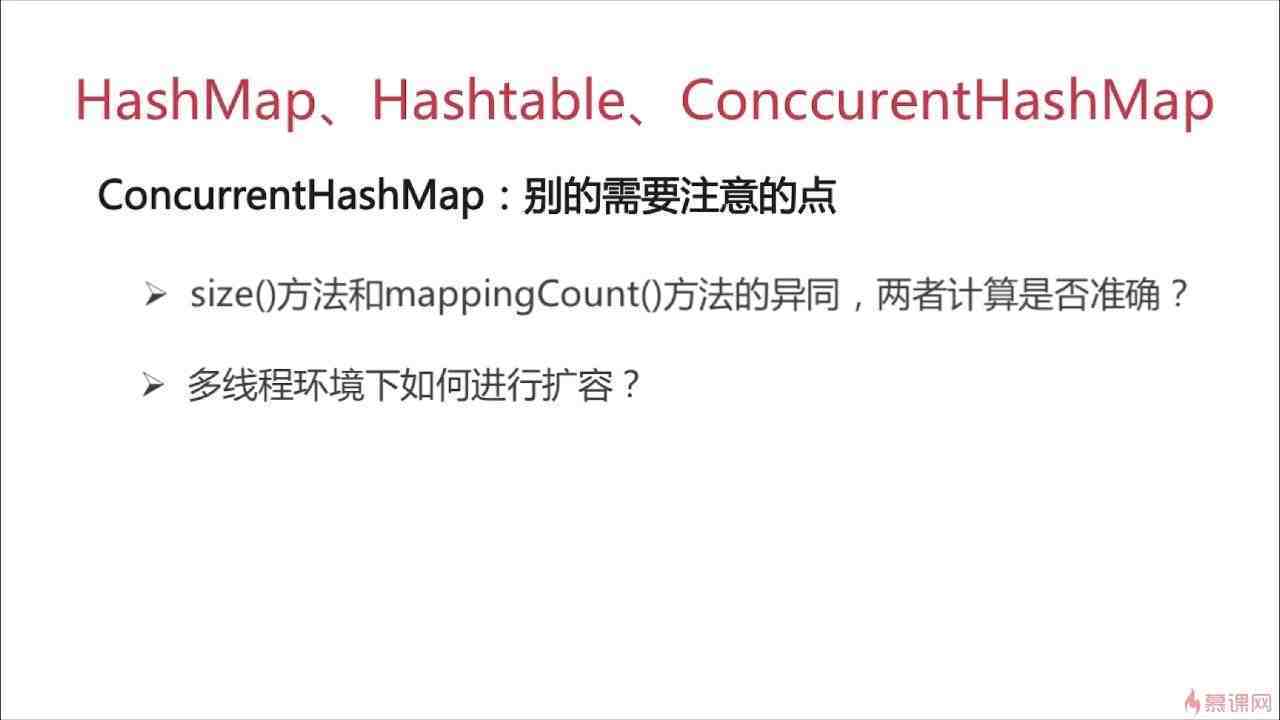 HashMap、Hashtable、ConccurentHashMap
ConcurrentHashMap：别的需要注意的点
➢ size()方法和mappingCount()方法的异同，两者计算是否准确？
➢ 多线程环境下如何进行扩容？
慕课网